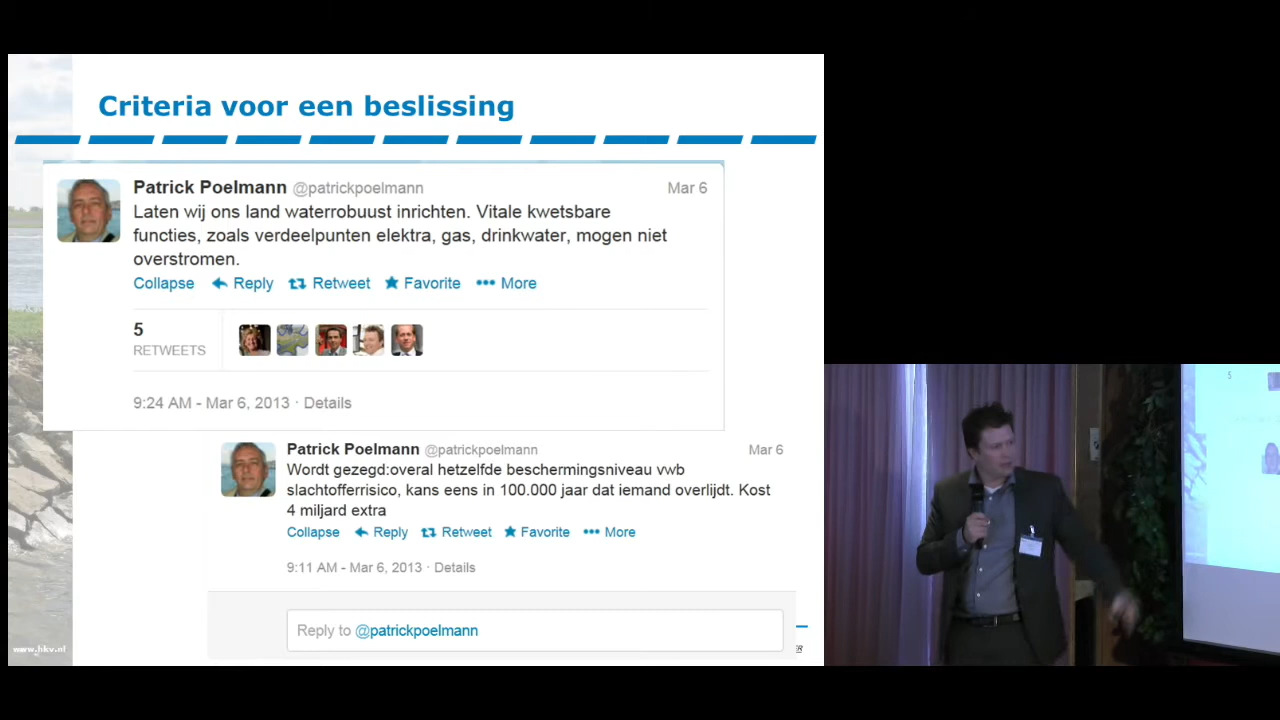 Criteria voor een beslissing
Patrick Poelmann @patrickpoelmann Mar 6
Laten wij ons land waterrobuust inrichten. Vitale kwetsbare
functies, zoals verdeelpunten elektra, gas, drinkwater, mogen niet
overstromen.
Collapse Reply Retweet Favorite More
5
RETWEETS
9:24 AM - Mar 6, 2013 · Details
Patrick Poelmann @patrickpoelmann Mar 6
Wordt gezegd:overal hetzelfde beschermingsniveau vwb
slachtofferrisico, kans eens in 100.000 jaar dat iemand overlijdt. Kost
4 miljard extra
Collapse Reply Retweet Favorite More
9:11 AM - Mar 6, 2013 · Details
Reply to @patrickpoelmann
www.hkv.nl
5